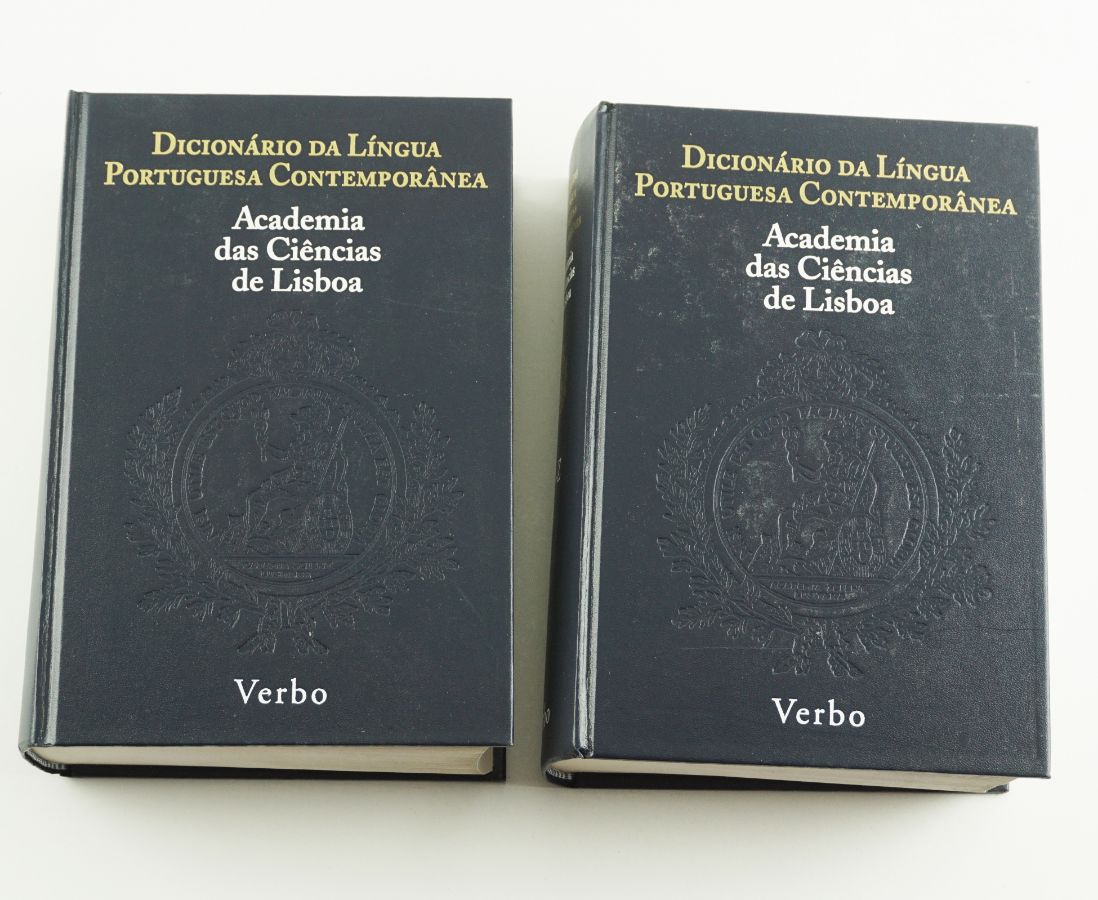 DICIONÁRIO DA LÍNGUA
PORTUGUESA CONTEMPORÂNEA
Academia
das Ciências
de Lisboa
Verbo
DICIONÁRIO DA LÍNGUA
PORTUGUESA CONTEMPORÂNEA
Academia
das Ciências
de Lisboa
Verbo